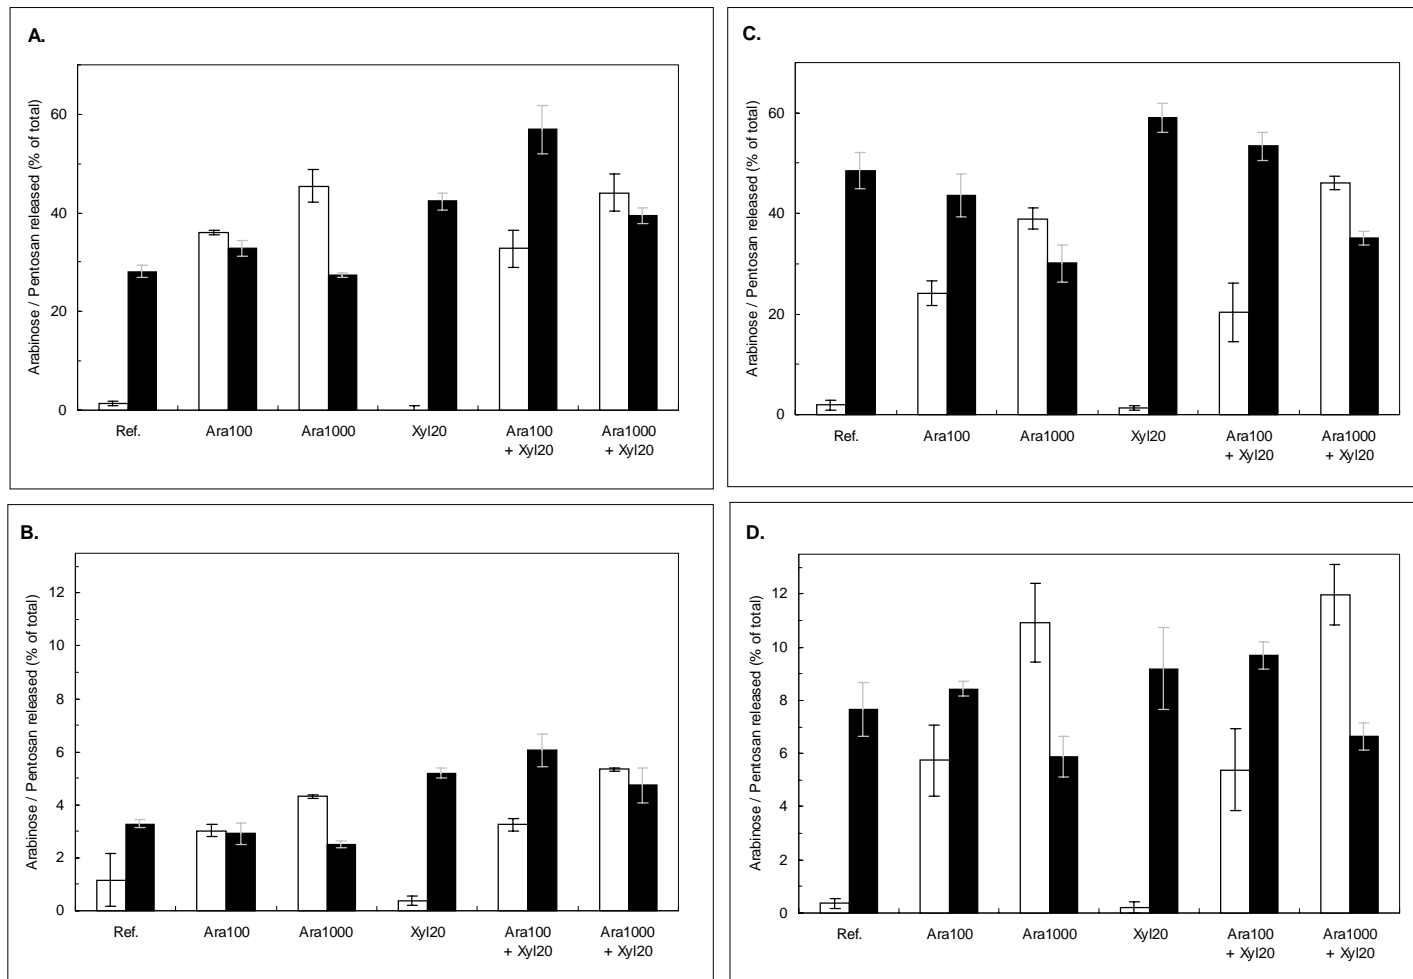 A.
Arabinose / Pentosan released (% of total)
60
40
20
0
Ref.
Ara100
Ara1000
Xyl20
Ara100
+ Xyl20
Ara1000
+ Xyl20
C.
Arabinose / Pentosan released (% of total)
60
40
20
0
Ref.
Ara100
Ara1000
Xyl20
Ara100
+ Xyl20
Ara1000
+ Xyl20
B.
Arabinose / Pentosan released (% of total)
12
10
8
6
4
2
0
Ref.
Ara100
Ara1000
Xyl20
Ara100
+ Xyl20
Ara1000
+ Xyl20
D.
Arabinose / Pentosan released (% of total)
12
10
8
6
4
2
0
Ref.
Ara100
Ara1000
Xyl20
Ara100
+ Xyl20
Ara1000
+ Xyl20